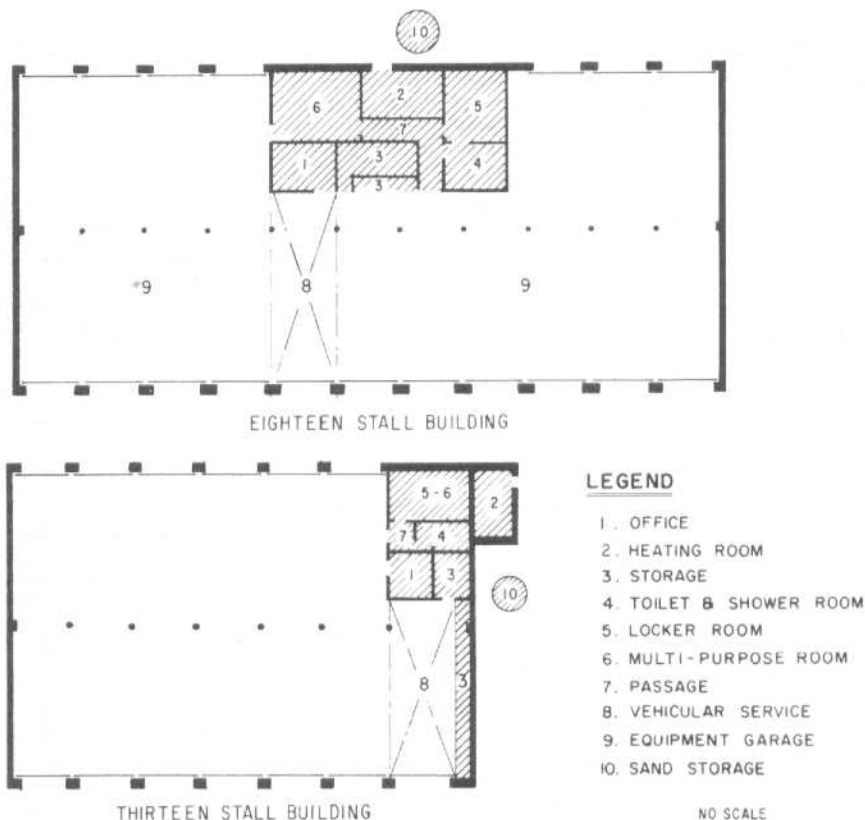 10
6
2
5
7
1
3
4
3
9
8
9
EIGHTEEN STALL BUILDING
5-6
2
7
4
1
3
10
8
3
THIRTEEN STALL BUILDING
LEGEND
1. OFFICE
2. HEATING ROOM
3. STORAGE
4. TOILET & SHOWER ROOM
5. LOCKER ROOM
6. MULTI-PURPOSE ROOM
7. PASSAGE
8. VEHICULAR SERVICE
9. EQUIPMENT GARAGE
10. SAND STORAGE
NO SCALE